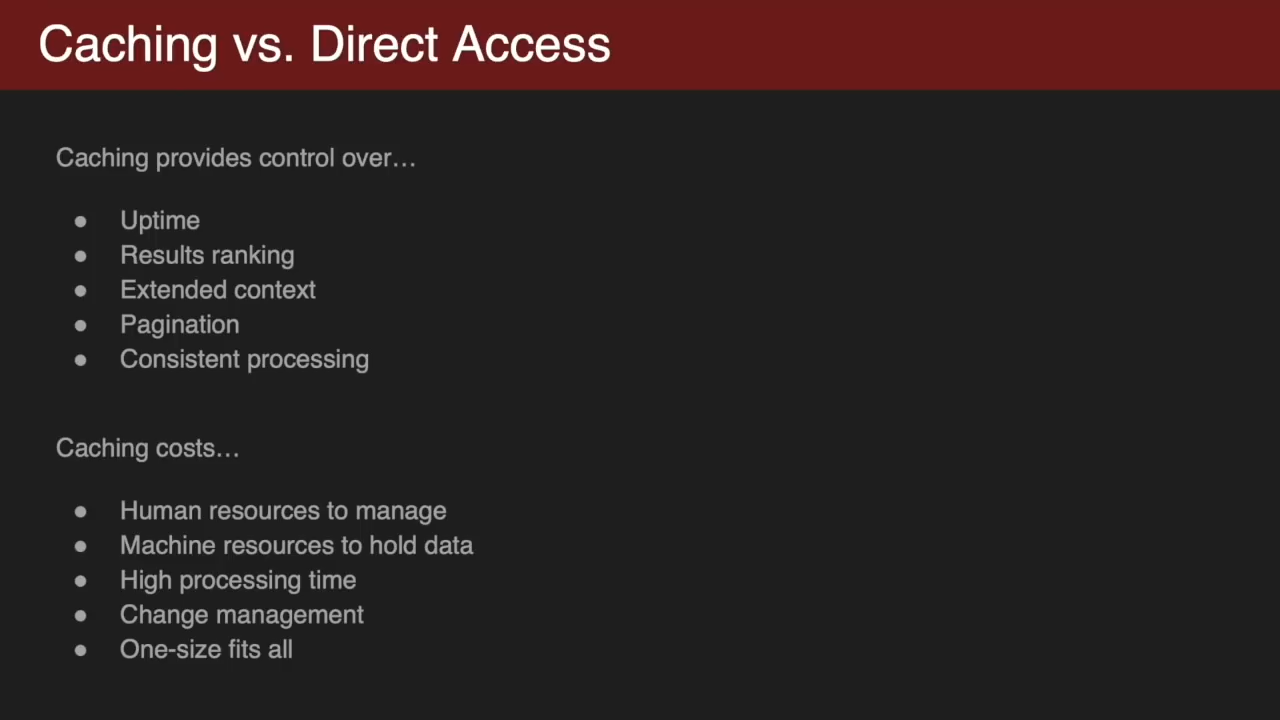 Caching vs. Direct Access
Caching provides control over…
● Uptime
● Results ranking
● Extended context
● Pagination
● Consistent processing
Caching costs…
● Human resources to manage
● Machine resources to hold data
● High processing time
● Change management
● One-size fits all